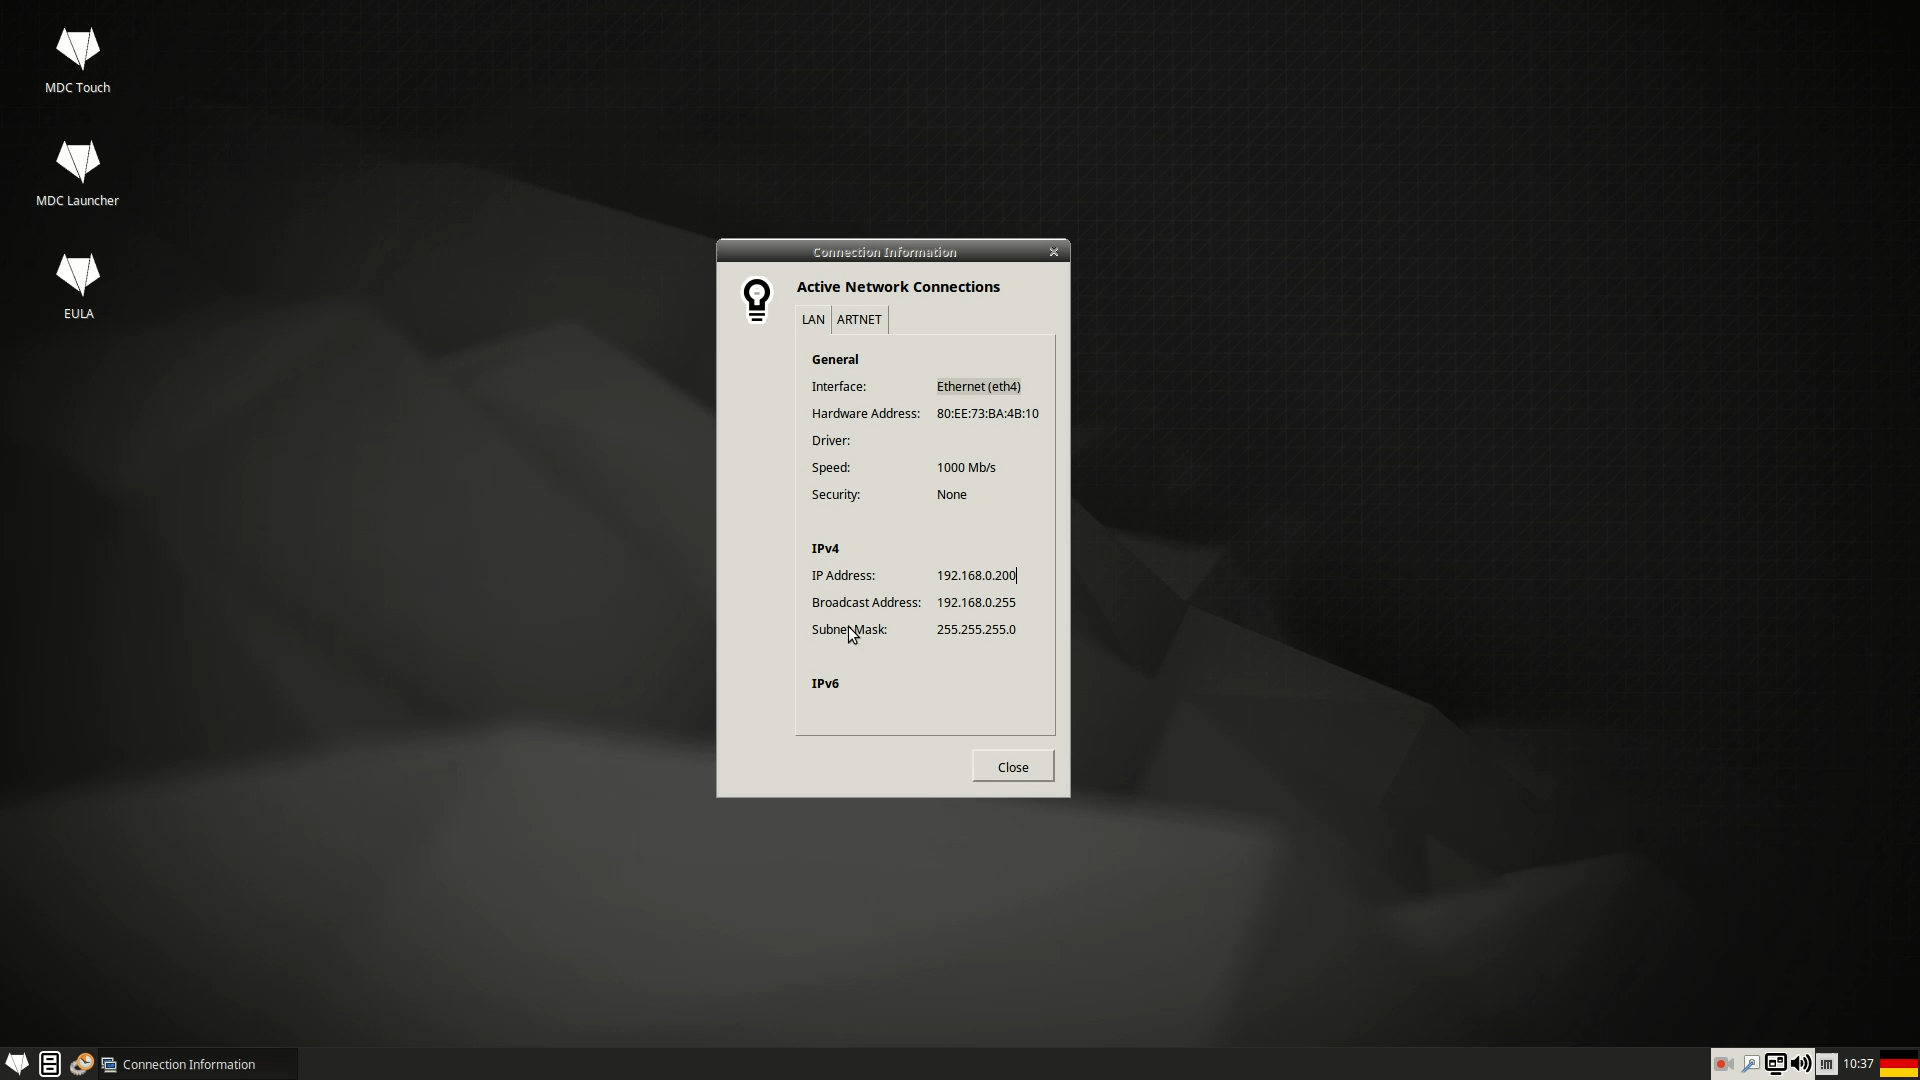 MDC Touch
MDC Launcher
EULA
Connection Information
Active Network Connections
LAN ARTNET
General
Interface: Ethernet (eth4)
Hardware Address: 80:EE:73:BA:4B:10
Driver:
Speed: 1000 Mb/s
Security: None
IPv4
IP Address: 192.168.0.200
Broadcast Address: 192.168.0.255
Subnet Mask: 255.255.255.0
IPv6
Close
Connection Information
10:37